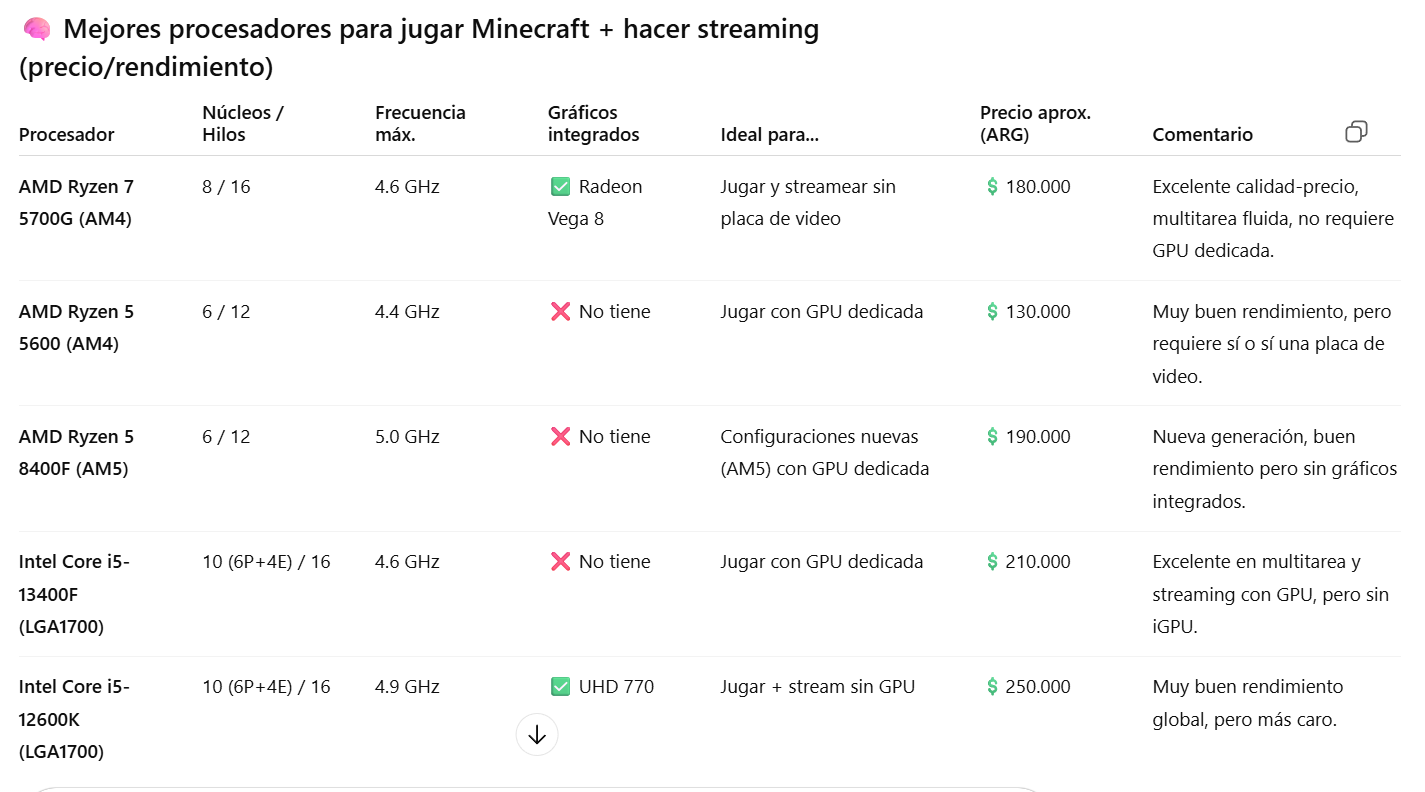 🧠 Mejores procesadores para jugar Minecraft + hacer streaming
(precio/rendimiento)
Procesador
Núcleos /
Hilos
Frecuencia
máx.
Gráficos
integrados
Ideal para...
Precio aprox.
(ARG)
Comentario
AMD Ryzen 7
5700G (AM4)
8 / 16
4.6 GHz
✅ Radeon
Vega 8
Jugar y streamear sin
placa de video
💲 180.000
Excelente calidad-precio,
multitarea fluida, no requiere
GPU dedicada.
AMD Ryzen 5
5600 (AM4)
6 / 12
4.4 GHz
❌ No tiene
Jugar con GPU dedicada
💲 130.000
Muy buen rendimiento, pero
requiere sí o sí una placa de
video.
AMD Ryzen 5
8400F (AM5)
6 / 12
5.0 GHz
❌ No tiene
Configuraciones nuevas
(AM5) con GPU dedicada
💲 190.000
Nueva generación, buen
rendimiento pero sin gráficos
integrados.
Intel Core i5-
13400F
(LGA1700)
10 (6P+4E) / 16
4.6 GHz
❌ No tiene
Jugar con GPU dedicada
💲 210.000
Excelente en multitarea y
streaming con GPU, pero sin
iGPU.
Intel Core i5-
12600K
(LGA1700)
10 (6P+4E) / 16
4.9 GHz
✅ UHD 770
Jugar + stream sin GPU
💲 250.000
Muy buen rendimiento
global, pero más caro.